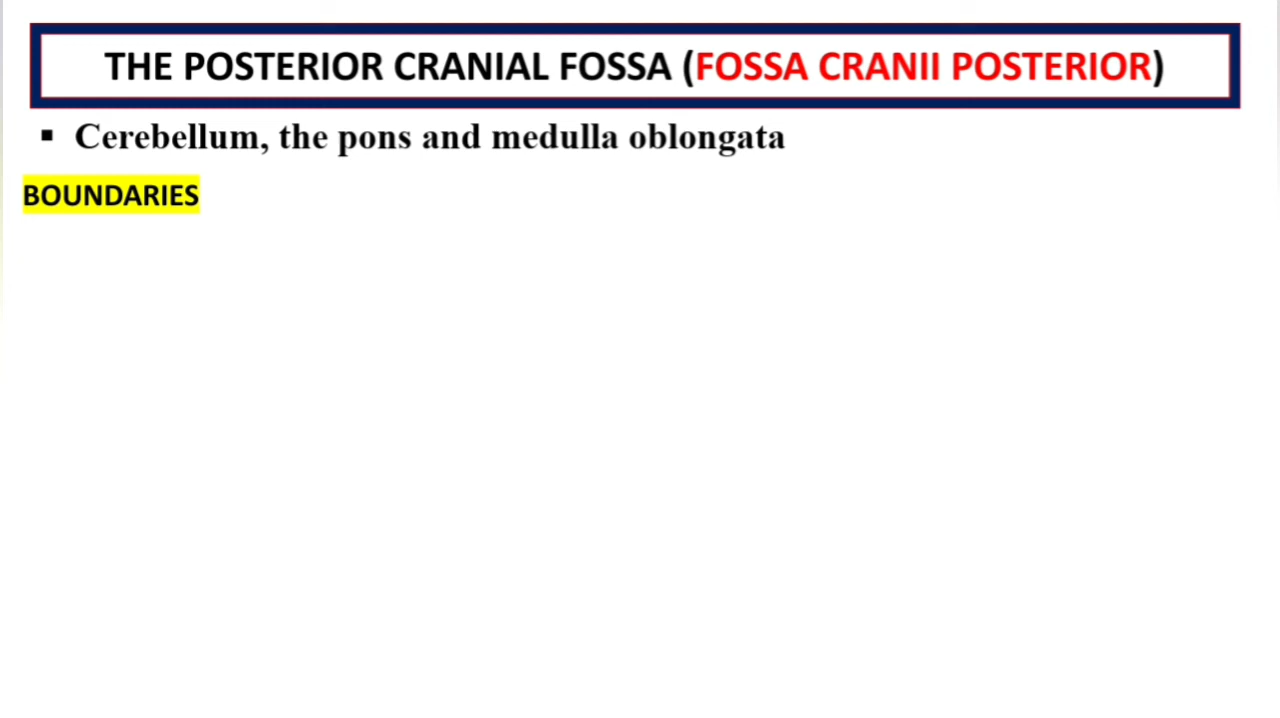 THE POSTERIOR CRANIAL FOSSA (FOSSA CRANII POSTERIOR)
▪ Cerebellum, the pons and medulla oblongata
BOUNDARIES